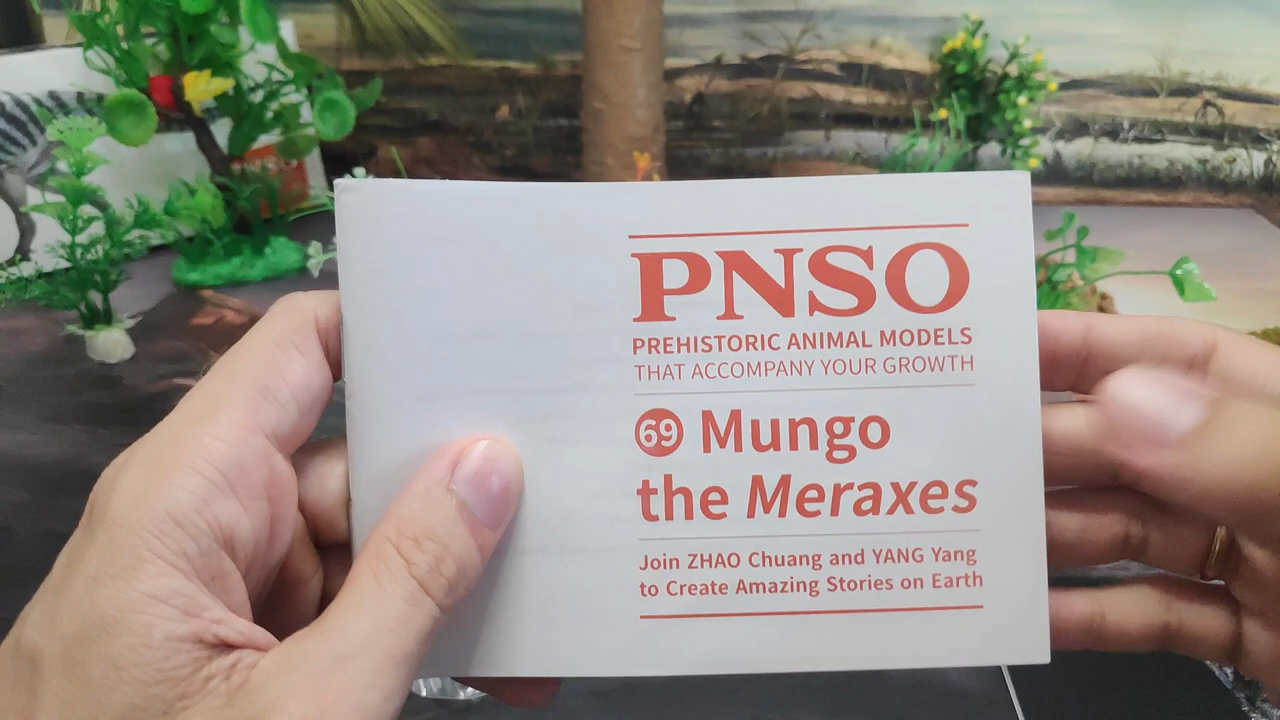 PNSO
PREHISTORIC ANIMAL MODELS
THAT ACCOMPANY YOUR GROWTH
69 Mungo
the Meraxes
Join ZHAO Chuang and YANG Yang
to Create Amazing Stories on Earth